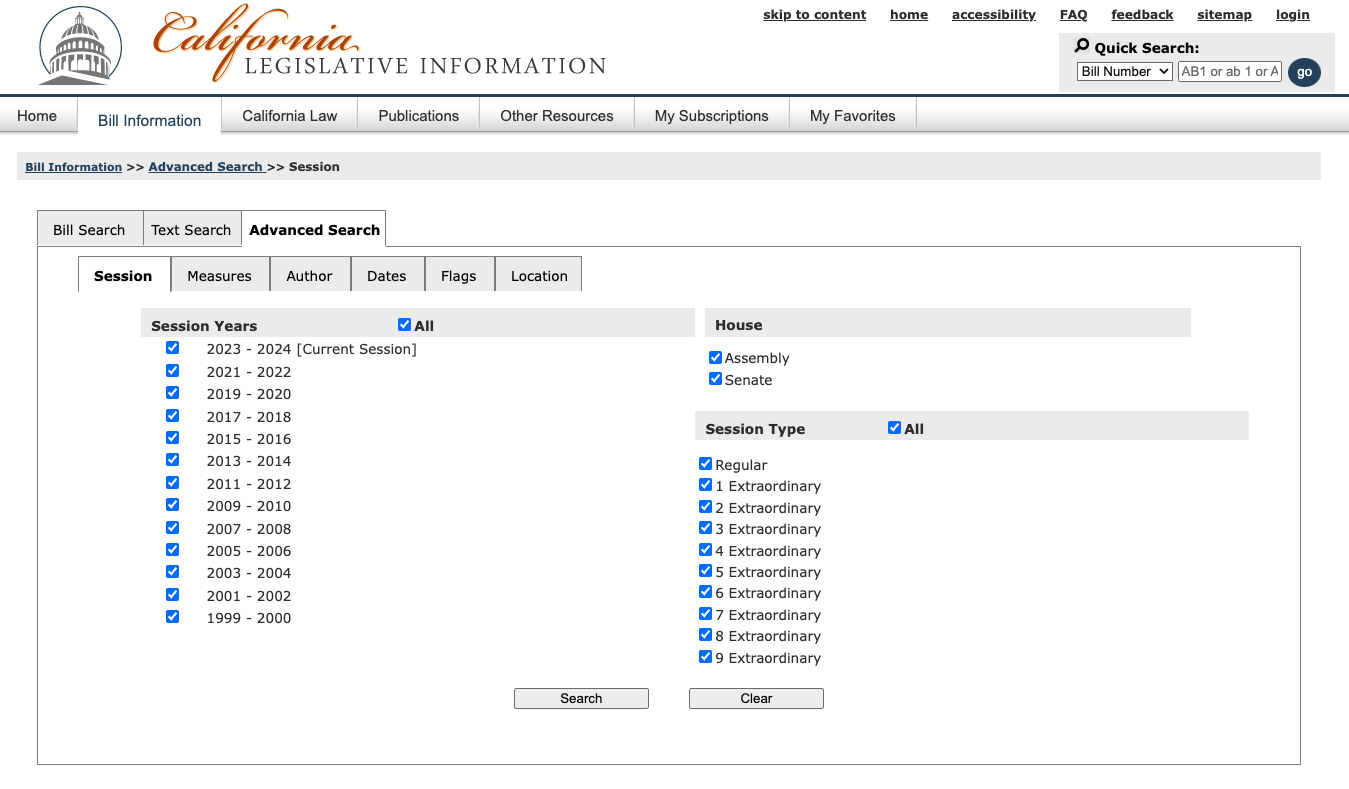 skip to content home accessibility FAQ feedback sitemap login
California
LEGISLATIVE INFORMATION
Quick Search:
Bill Number AB1 or ab 1 or A go
Home Bill Information California Law Publications Other Resources My Subscriptions My Favorites
Bill Information >> Advanced Search >> Session
Bill Search Text Search Advanced Search
Session Measures Author Dates Flags Location
Session Years All
2023 - 2024 [Current Session]
2021 - 2022
2019 - 2020
2017 - 2018
2015 - 2016
2013 - 2014
2011 - 2012
2009 - 2010
2007 - 2008
2005 - 2006
2003 - 2004
2001 - 2002
1999 - 2000
House
Assembly
Senate
Session Type All
Regular
1 Extraordinary
2 Extraordinary
3 Extraordinary
4 Extraordinary
5 Extraordinary
6 Extraordinary
7 Extraordinary
8 Extraordinary
9 Extraordinary
Search Clear